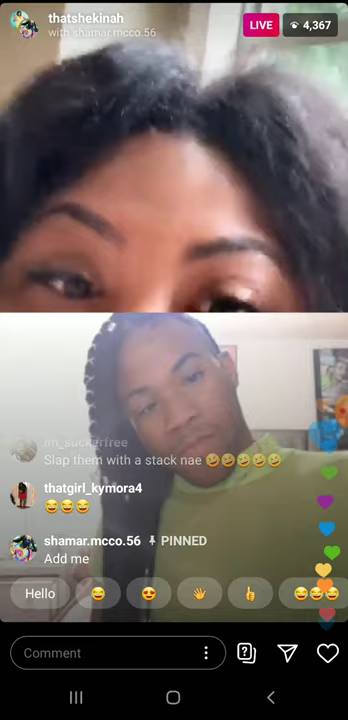 thatshekinah
with shamar.mcco.56
LIVE
4,367
im_suckerfree
Slap them with a stack nae 🤣🤣🤣🤣🤣
thatgirl_kymora4
😂😂😂
shamar.mcco.56 PINNED
Add me
Hello 😂 😍 👋 👍 😂😂😂
Comment